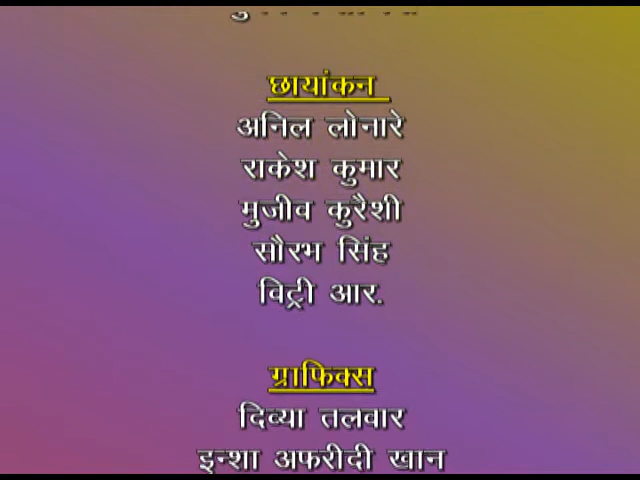 छायांकन
अनिल लोनारे
राकेश कुमार
मुजीव कुरैशी
सौरभ सिंह
विट्री आर.
ग्राफिक्स
दिव्या तलवार
इन्शा अफरीदी खान